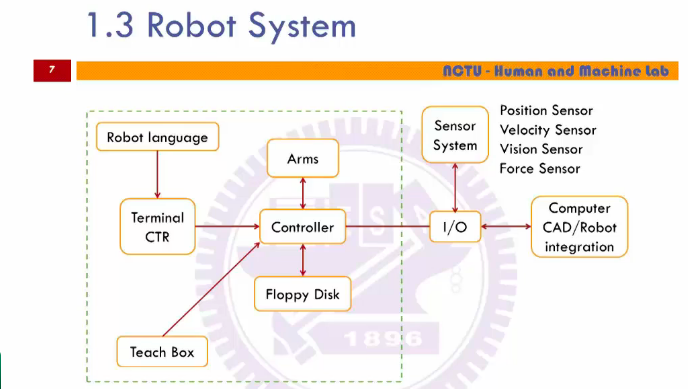 1.3 Robot System
7
NCTU - Human and Machine Lab
Robot language
Arms
Sensor
System
Position Sensor
Velocity Sensor
Vision Sensor
Force Sensor
Terminal
CTR
Controller
I/O
Computer
CAD/Robot
integration
Floppy Disk
Teach Box
ES
1896